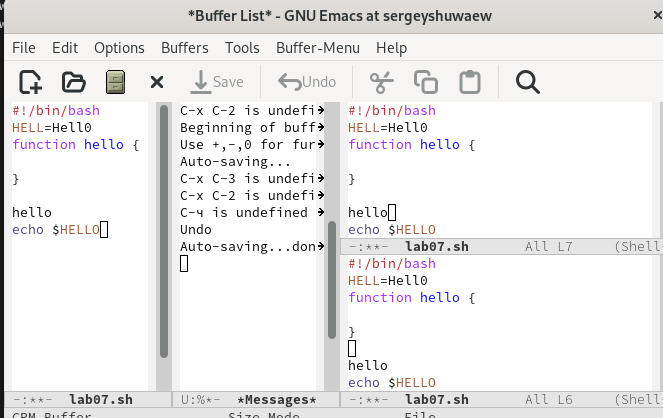 *Buffer List* - GNU Emacs at sergeyshuwaew
File Edit Options Buffers Tools Buffer-Menu Help
Save Undo
#!/bin/bash
HELL=Hell0
function hello {
}
hello
echo $HELLO
-:**- lab07.sh
C-x C-2 is undefi
Beginning of buff
Use +,-,0 for fur
Auto-saving...
C-x C-3 is undefi
C-x C-2 is undefi
C-ч is undefined
Undo
Auto-saving...don
U:%*- *Messages*
#!/bin/bash
HELL=Hell0
function hello {
}
hello
echo $HELLO
-:**- lab07.sh All L7 (Shell-
#!/bin/bash
HELL=Hell0
function hello {
}
hello
echo $HELLO
-:**- lab07.sh All L6 (Shell-
CRM Buffer Size Mode File